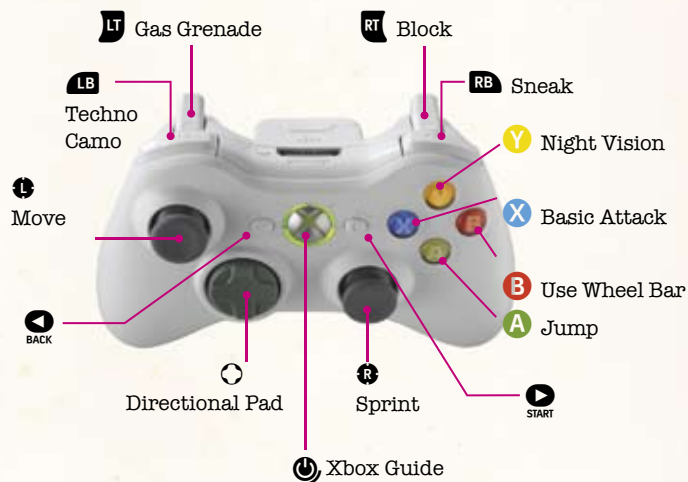 LT Gas Grenade
RT Block
LB
Techno
Camo
RB Sneak
Y Night Vision
L
Move
X Basic Attack
B Use Wheel Bar
A Jump
BACK
Directional Pad
R
Sprint
START
Xbox Guide